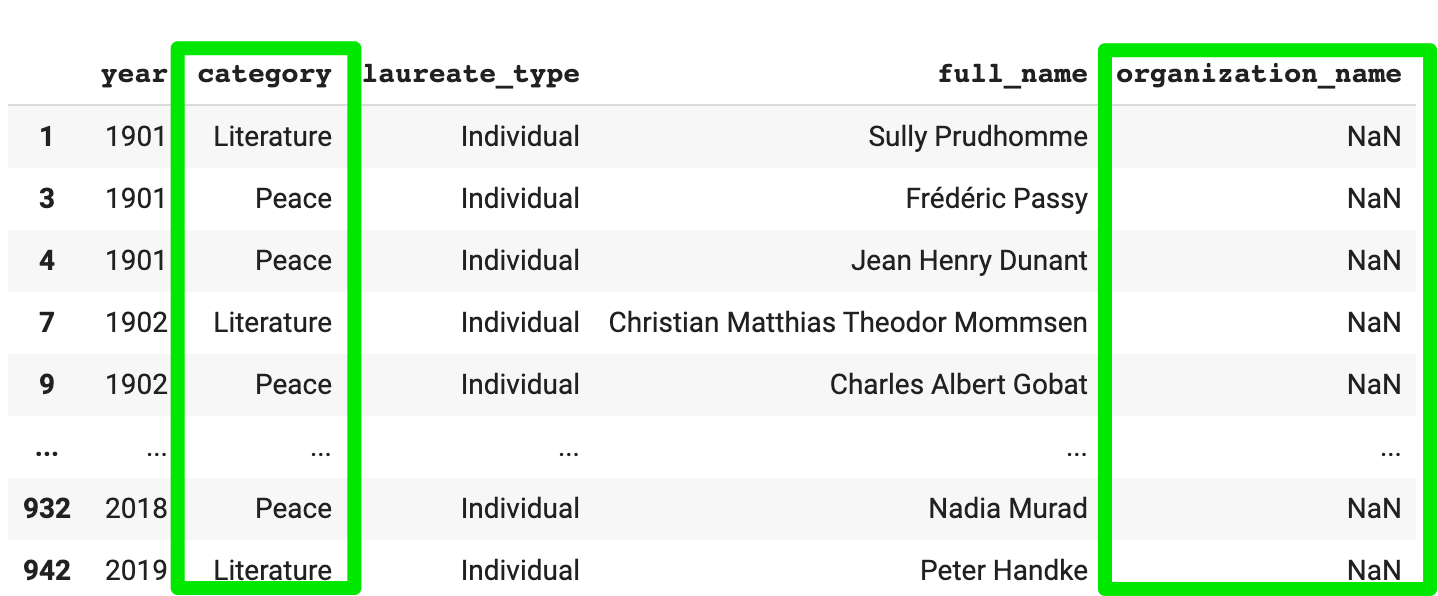 year category laureate_type full_name organization_name
1 1901 Literature Individual Sully Prudhomme NaN
3 1901 Peace Individual Frédéric Passy NaN
4 1901 Peace Individual Jean Henry Dunant NaN
7 1902 Literature Individual Christian Matthias Theodor Mommsen NaN
9 1902 Peace Individual Charles Albert Gobat NaN
... ... ... ... ... ...
932 2018 Peace Individual Nadia Murad NaN
942 2019 Literature Individual Peter Handke NaN